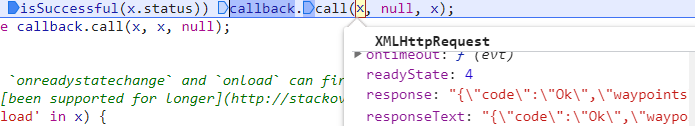 isSuccessful(x.status)) callback.call(x, null, x);
e callback.call(x, x, null);
XMLHttpRequest
ontimeout: ƒ (evt)
readyState: 4
`onreadystatechange` and `onload` can fir
response: "{\"code\":\"Ok\",\"waypoints
[been supported for longer](http://stackov
responseText: "{\"code\":\"Ok\",\"waypo
load' in x) {